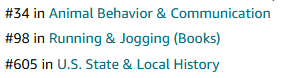 #34 in Animal Behavior & Communication
#98 in Running & Jogging (Books)
#605 in U.S. State & Local History